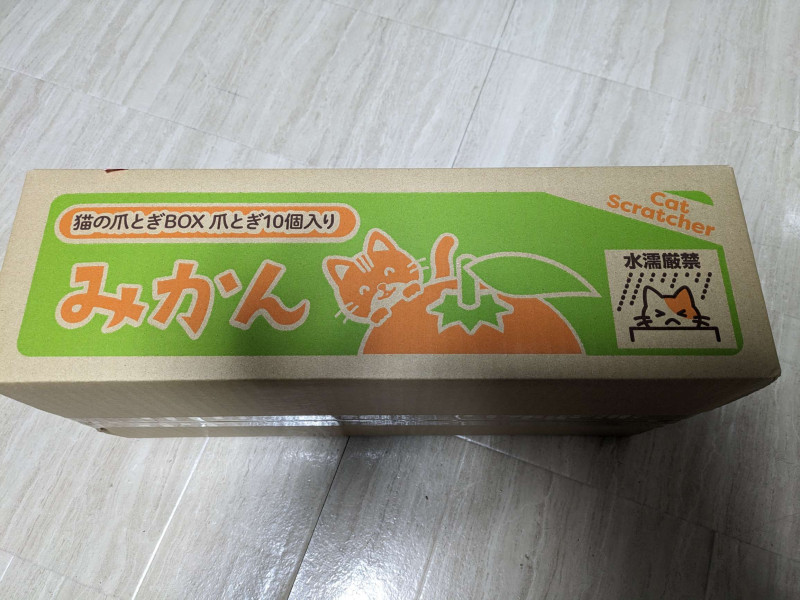 猫の爪とぎBOX 爪とぎ10個入り
みかん
Cat
Scratcher
水濡厳禁